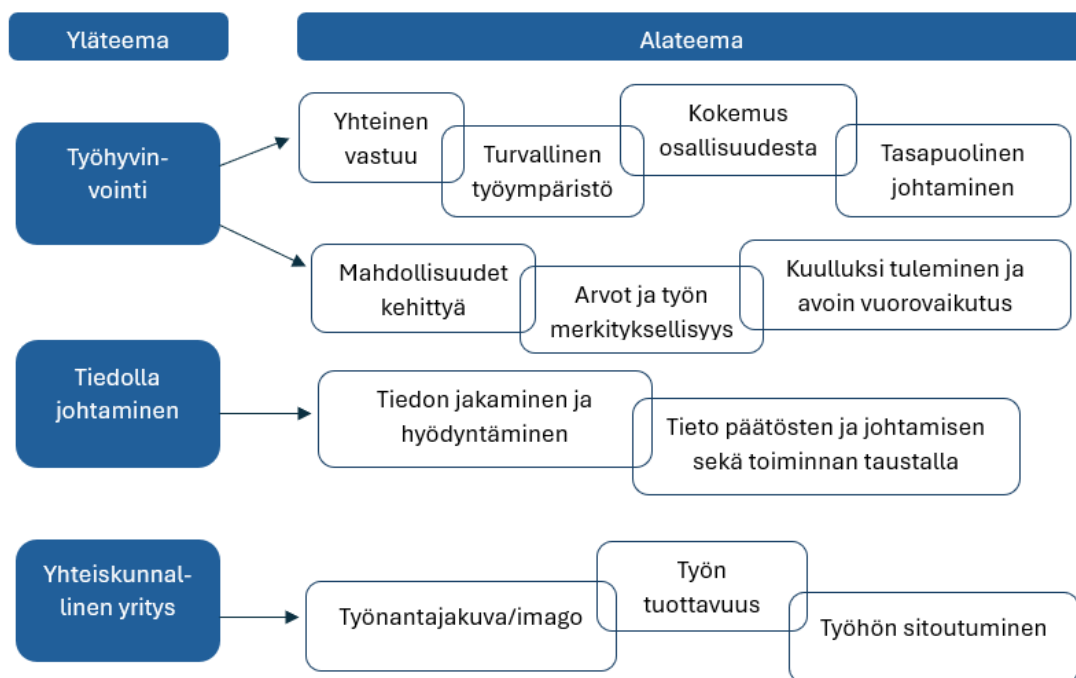 Yläteema
Alateema
Työhyvin-
vointi
Yhteinen
vastuu
Turvallinen
työympäristö
Kokemus
osallisuudesta
Tasapuolinen
johtaminen
Mahdollisuudet
kehittyä
Arvot ja työn
merkityksellisyys
Kuulluksi tuleminen ja
avoin vuorovaikutus
Tiedolla
johtaminen
Tiedon jakaminen ja
hyödyntäminen
Tieto päätösten ja johtamisen
sekä toiminnan taustalla
Yhteiskunnal-
linen yritys
Työnantajakuva/imago
Työn
tuottavuus
Työhön sitoutuminen